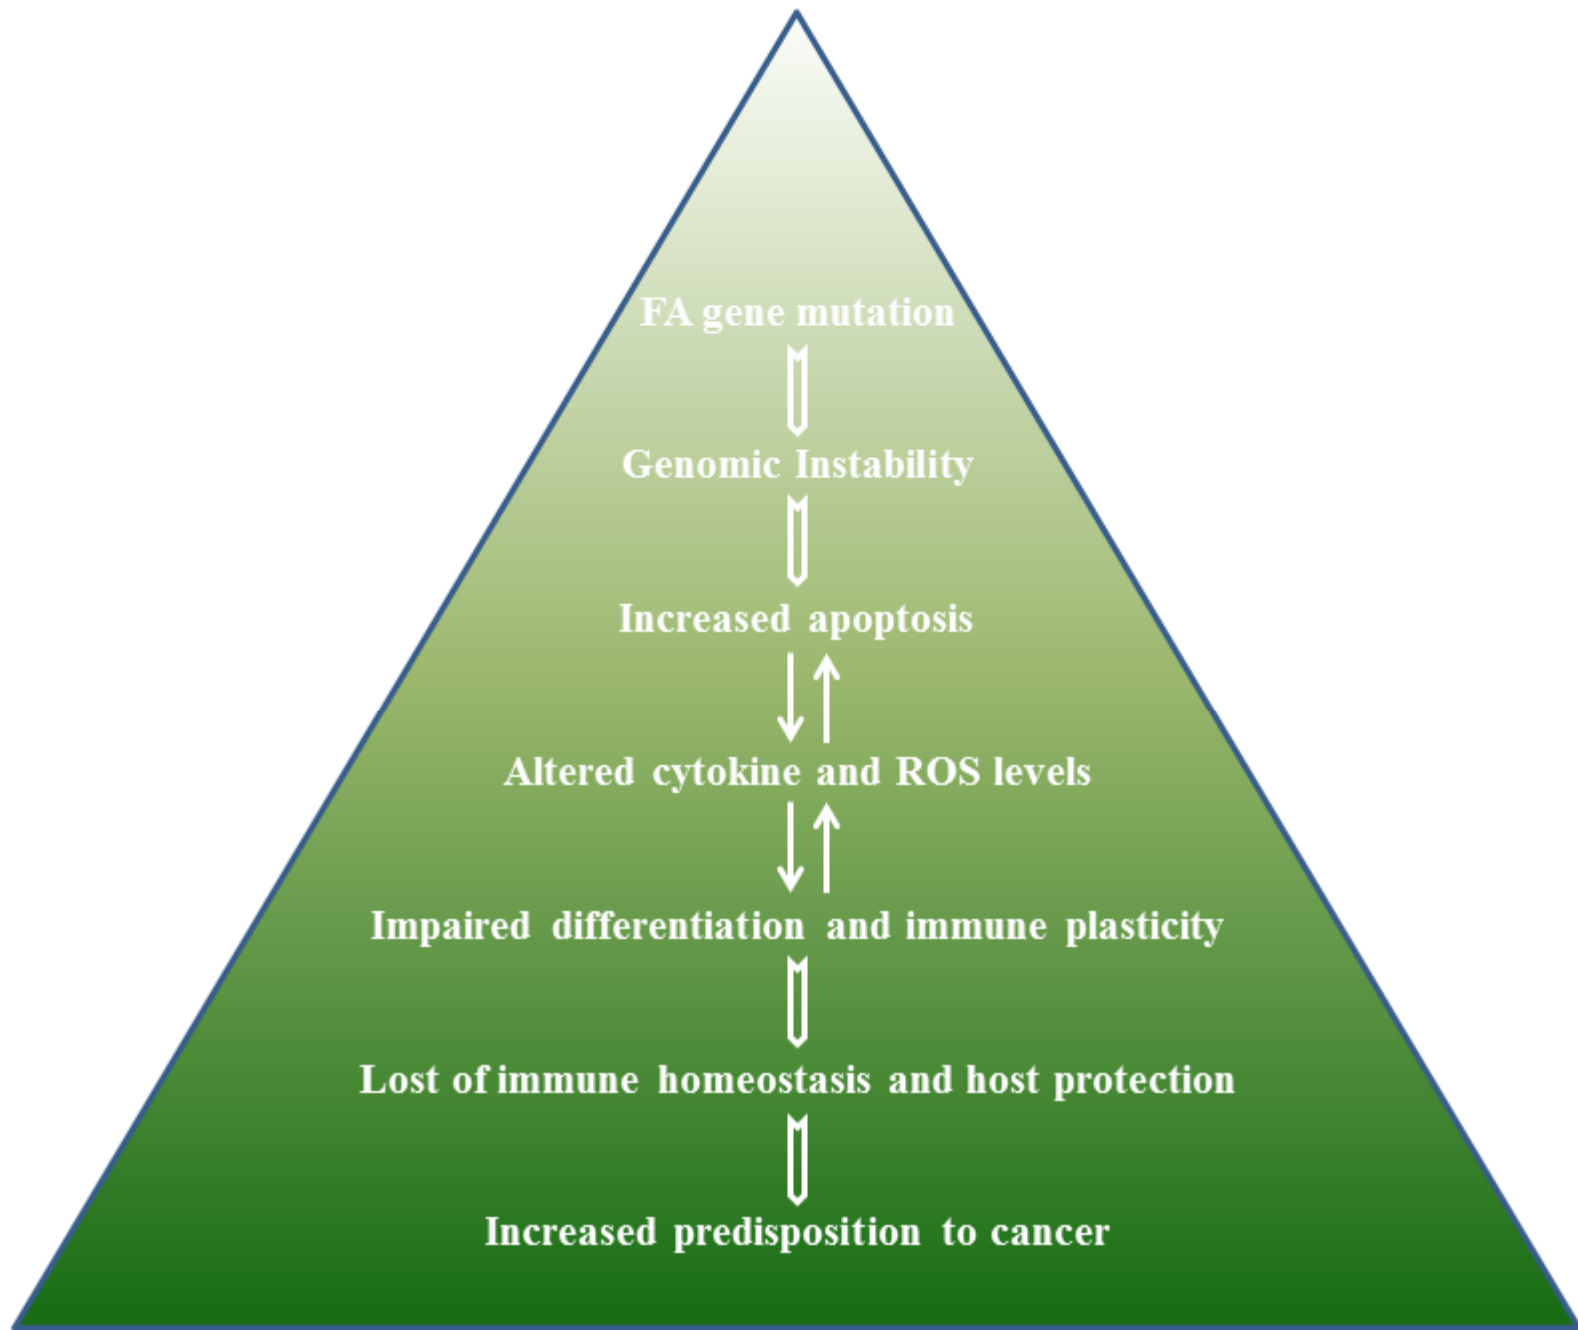 FA gene mutation
Genomic Instability
Increased apoptosis
Altered cytokine and ROS levels
Impaired differentiation and immune plasticity
Lost of immune homeostasis and host protection
Increased predisposition to cancer